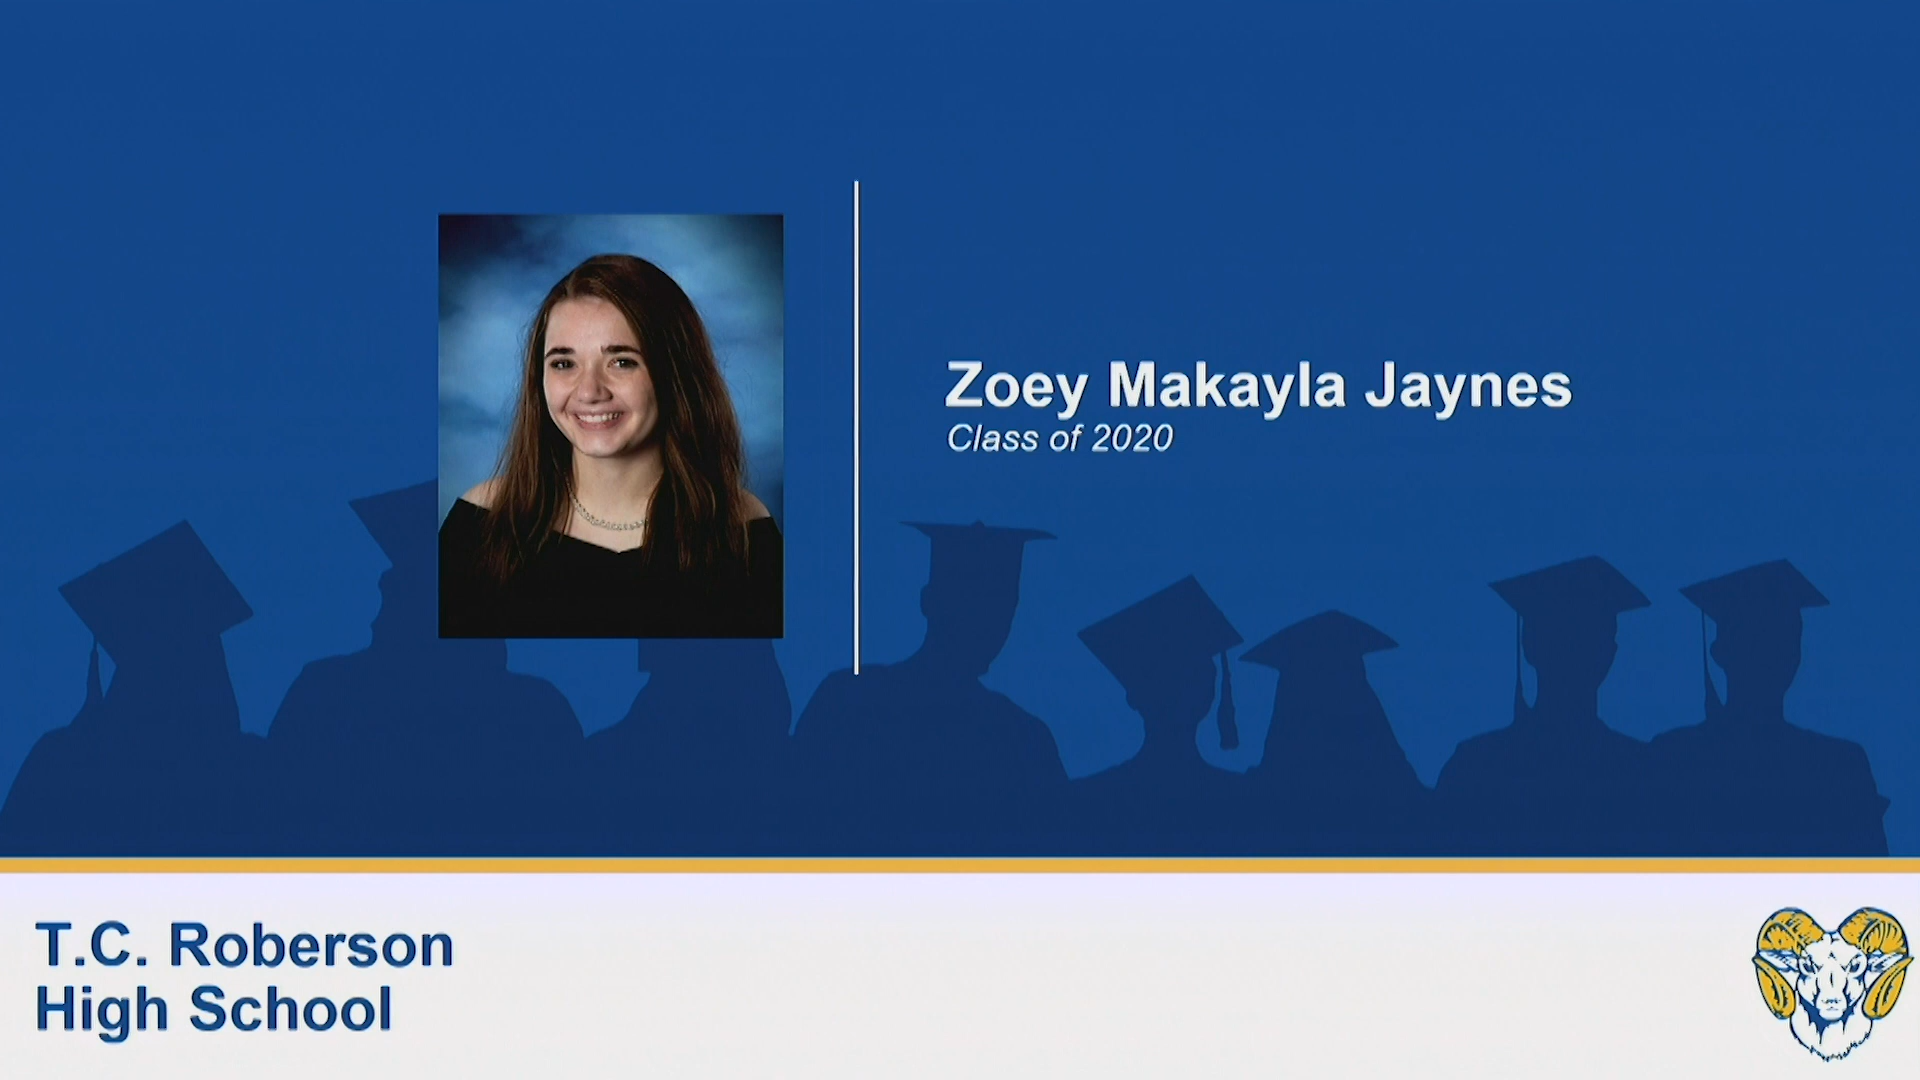 Zoey Makayla Jaynes
Class of 2020
T.C. Roberson
High School